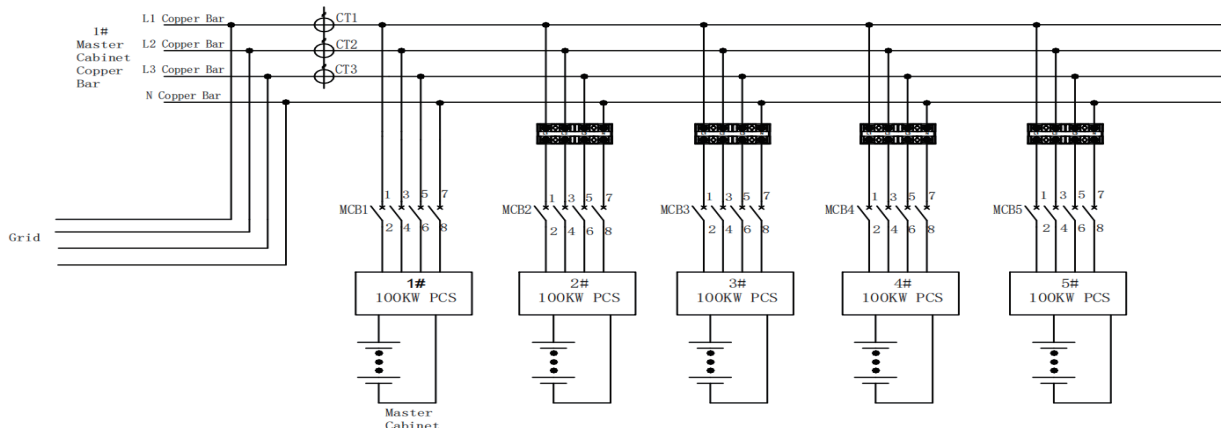 L1 Copper Bar
CT1
1#
Master
Cabinet
Copper
Bar
L2 Copper Bar
CT2
L3 Copper Bar
CT3
N Copper Bar
Grid
MCB1
1 3 5 7
2 4 6 8
MCB2
1 3 5 7
2 4 6 8
MCB3
1 3 5 7
2 4 6 8
MCB4
1 3 5 7
2 4 6 8
MCB5
1 3 5 7
2 4 6 8
1#
100KW PCS
2#
100KW PCS
3#
100KW PCS
4#
100KW PCS
5#
100KW PCS
Master
Cabinet